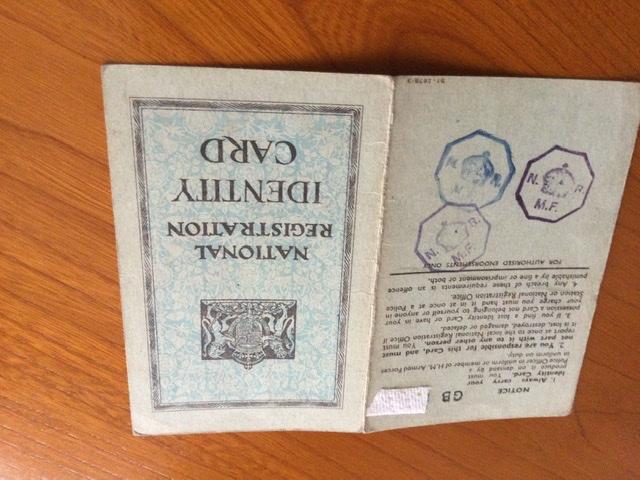 GB
NOTICE
1. Always carry your
Identity Card. You must
produce it on demand by a
Police Officer in uniform or member of H.M. Armed Forces
in uniform on duty.
2. You are responsible for this Card, and must
not part with it to any other person. You must
report at once to the local National Registration Office if
it is lost, destroyed, damaged or defaced.
3. If you find a lost Identity Card or have in your
possession a Card not belonging to yourself or anyone in
your charge you must hand it in at once at a Police
Station or National Registration Office.
4. Any breach of these requirements is an offence
punishable by a fine or imprisonment or both.
FOR AUTHORISED ENDORSEMENTS ONLY
N. R.
M.F.
N. R.
M.F.
N. R.
M.F.
NATIONAL
REGISTRATION
IDENTITY
CARD